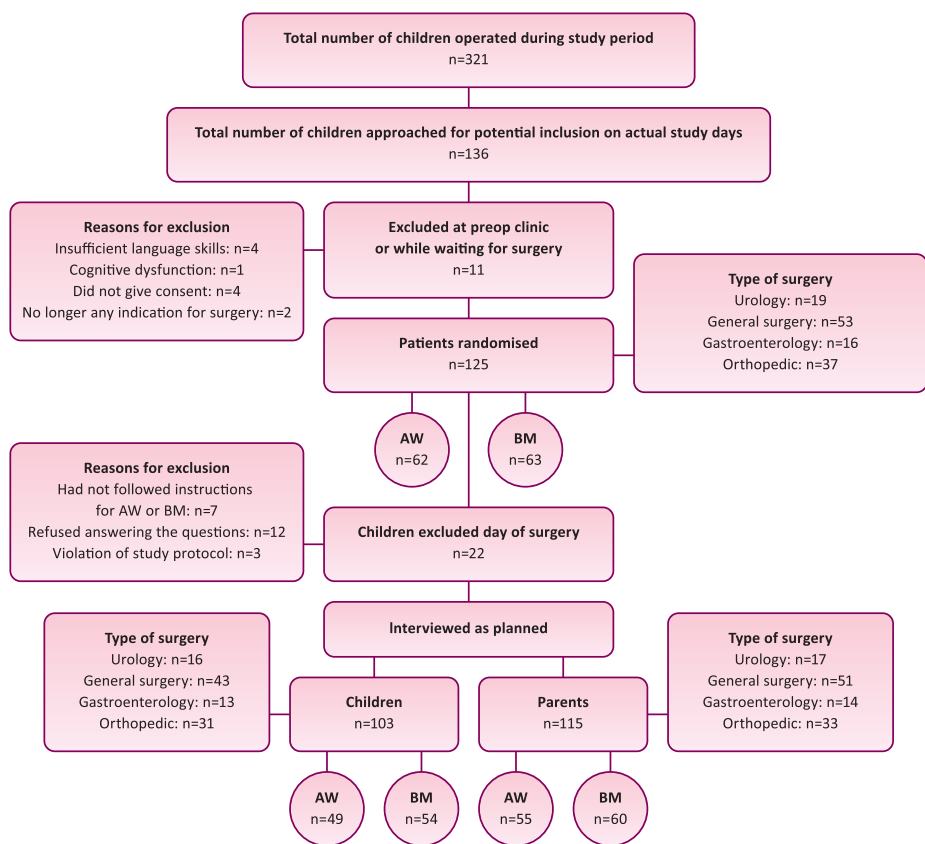 Total number of children operated during study period
n=321
Total number of children approached for potential inclusion on actual study days
n=136
Reasons for exclusion
Insufficient language skills: n=4
Cognitive dysfunction: n=1
Did not give consent: n=4
No longer any indication for surgery: n=2
Excluded at preop clinic
or while waiting for surgery
n=11
Type of surgery
Urology: n=19
General surgery: n=53
Gastroenterology: n=16
Orthopedic: n=37
Patients randomised
n=125
AW
n=62
BM
n=63
Reasons for exclusion
Had not followed instructions
for AW or BM: n=7
Refused answering the questions: n=12
Violation of study protocol: n=3
Children excluded day of surgery
n=22
Interviewed as planned
Type of surgery
Urology: n=16
General surgery: n=43
Gastroenterology: n=13
Orthopedic: n=31
Children
n=103
Parents
n=115
Type of surgery
Urology: n=17
General surgery: n=51
Gastroenterology: n=14
Orthopedic: n=33
AW
n=49
BM
n=54
AW
n=55
BM
n=60